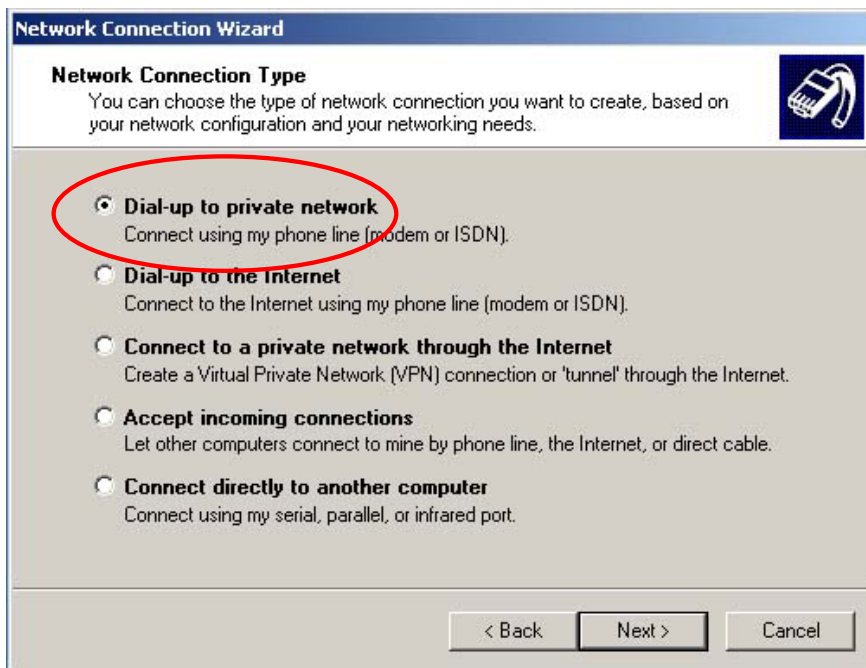 Network Connection Wizard
Network Connection Type
You can choose the type of network connection you want to create, based on
your network configuration and your networking needs.
Dial-up to private network
Connect using my phone line (modem or ISDN).
Dial-up to the Internet
Connect to the Internet using my phone line (modem or ISDN).
Connect to a private network through the Internet
Create a Virtual Private Network (VPN) connection or 'tunnel' through the Internet.
Accept incoming connections
Let other computers connect to mine by phone line, the Internet, or direct cable.
Connect directly to another computer
Connect using my serial, parallel, or infrared port.
< Back Next > Cancel